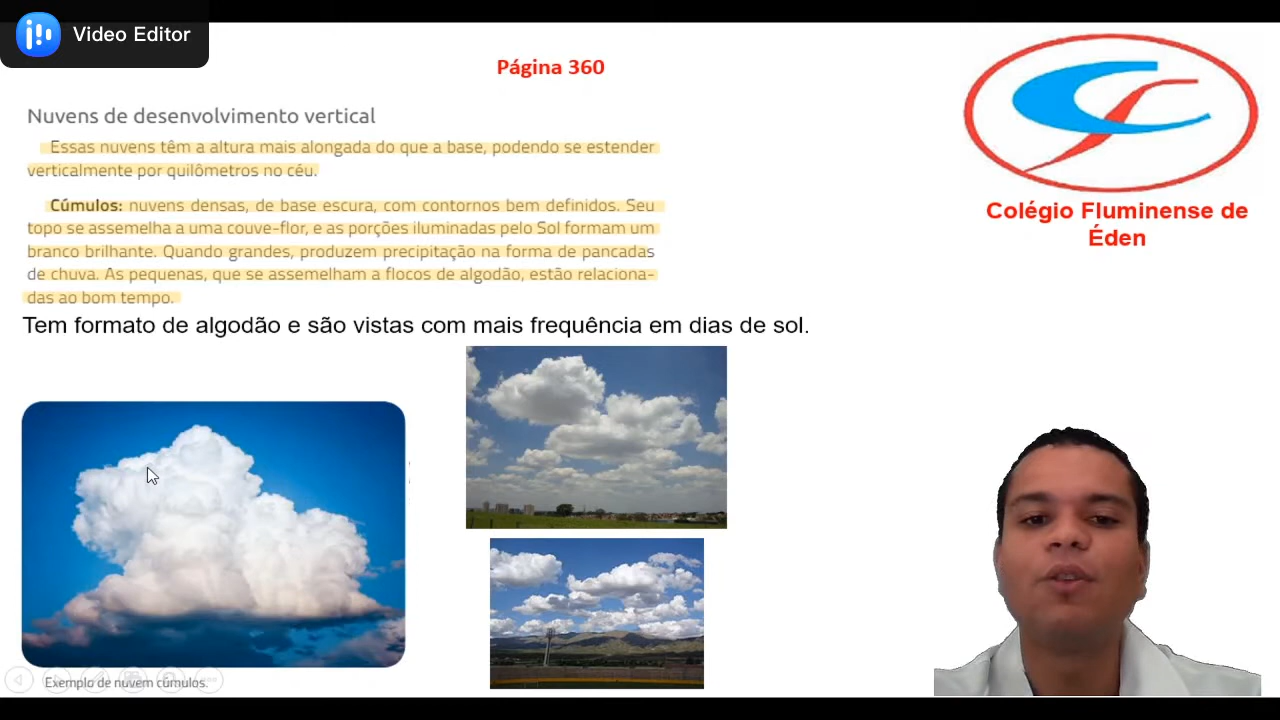 Video Editor
Página 360
Nuvens de desenvolvimento vertical
Essas nuvens têm a altura mais alongada do que a base, podendo se estender
verticalmente por quilômetros no céu.
Cúmulos: nuvens densas, de base escura, com contornos bem definidos. Seu
topo se assemelha a uma couve-flor, e as porções iluminadas pelo Sol formam um
branco brilhante. Quando grandes, produzem precipitação na forma de pancadas
de chuva. As pequenas, que se assemelham a flocos de algodão, estão relaciona-
das ao bom tempo.
Tem formato de algodão e são vistas com mais frequência em dias de sol.
Exemplo de nuvem cúmulos.
Colégio Fluminense de
Éden